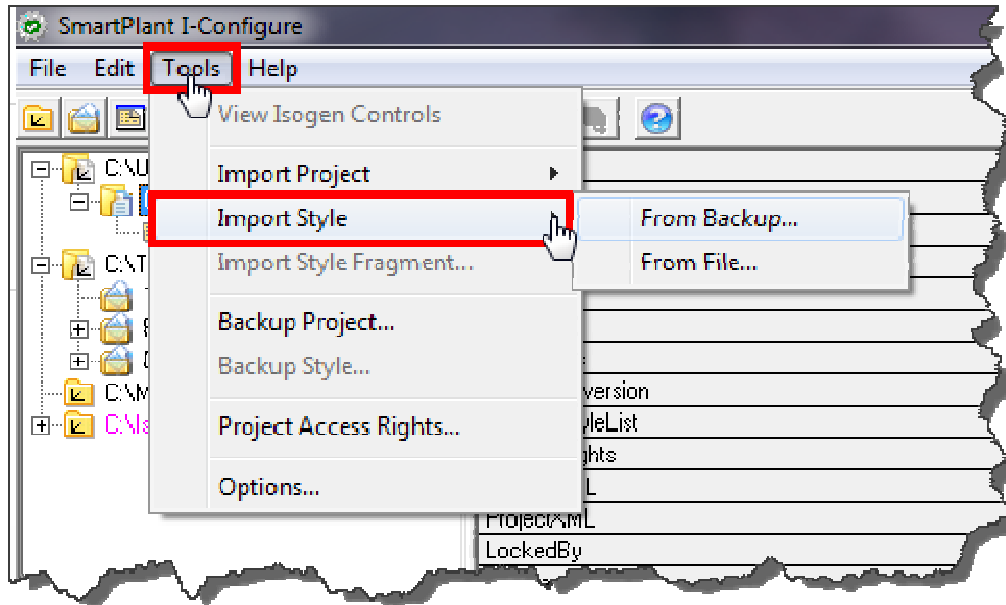 SmartPlant I-Configure
File Edit Tools Help
View Isogen Controls
Import Project
Import Style
From Backup...
Import Style Fragment...
From File...
Backup Project...
Backup Style...
Project Access Rights...
Options...
ProjectXML
LockedBy